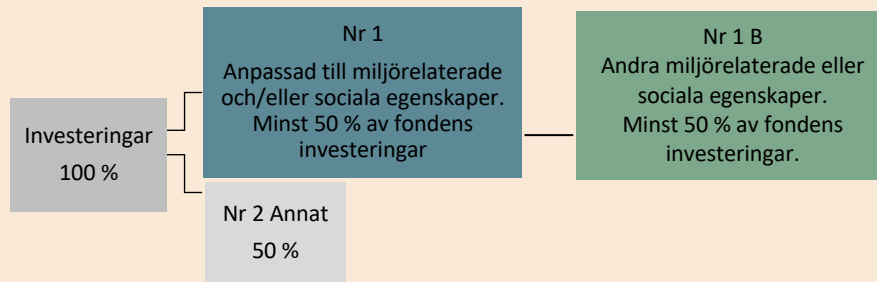 Investeringar
100 %
Nr 1
Anpassad till miljörelaterade
och/eller sociala egenskaper.
Minst 50 % av fondens
investeringar
Nr 2 Annat
50 %
Nr 1 B
Andra miljörelaterade eller
sociala egenskaper.
Minst 50 % av fondens
investeringar.